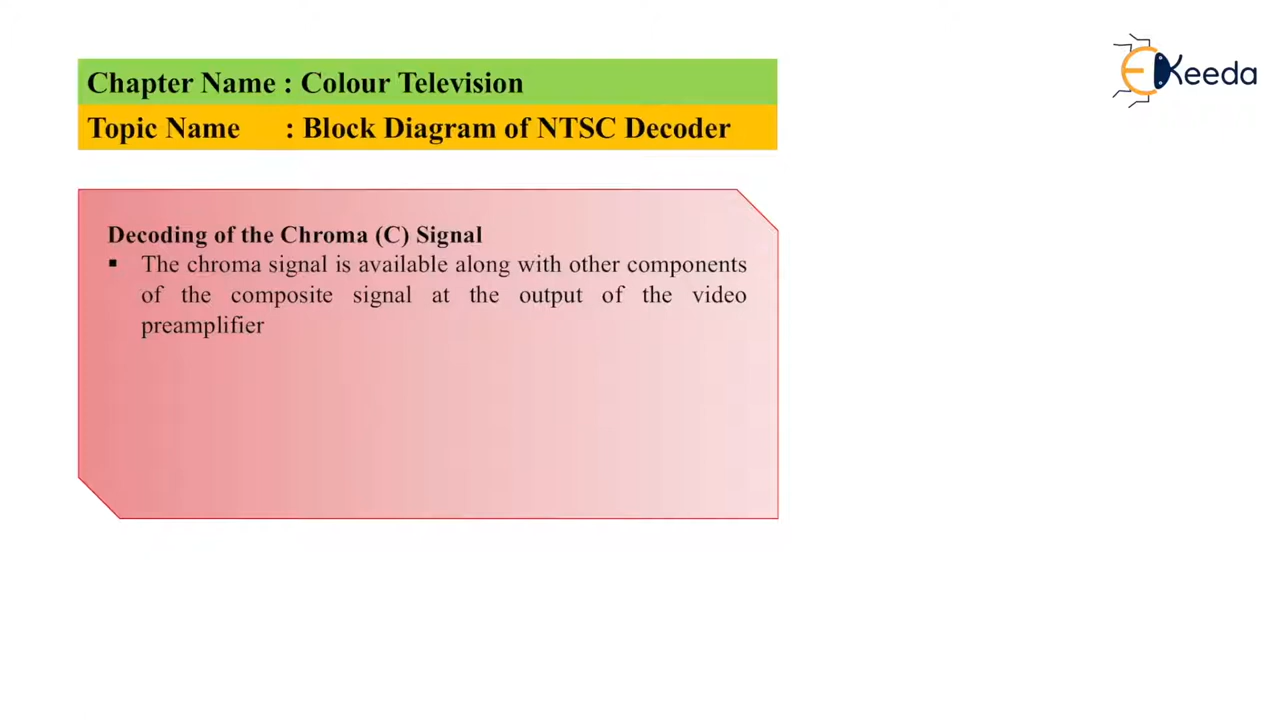 EKeeda
Chapter Name : Colour Television
Topic Name : Block Diagram of NTSC Decoder
Decoding of the Chroma (C) Signal
▪ The chroma signal is available along with other components
of the composite signal at the output of the video
preamplifier